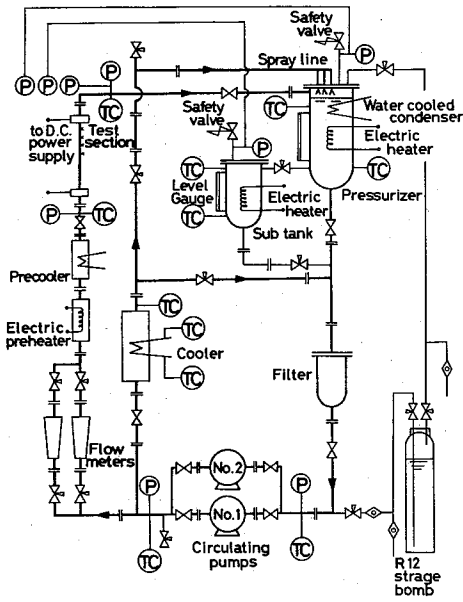 Safety
valve
P
Spray line
P
P
P
P
TC
Safety
valve
TC
Water cooled
condenser
to D.C.
power
supply
Test
section
P
Electric
heater
TC
TC
Level
Gauge
Electric
heater
Pressurizer
P
TC
TC
Sub tank
Precooler
TC
Electric
preheater
TC
Cooler
TC
Filter
Flow
meters
No.2
P
P
No.1
TC
TC
Circulating
pumps
R12
strage
bomb